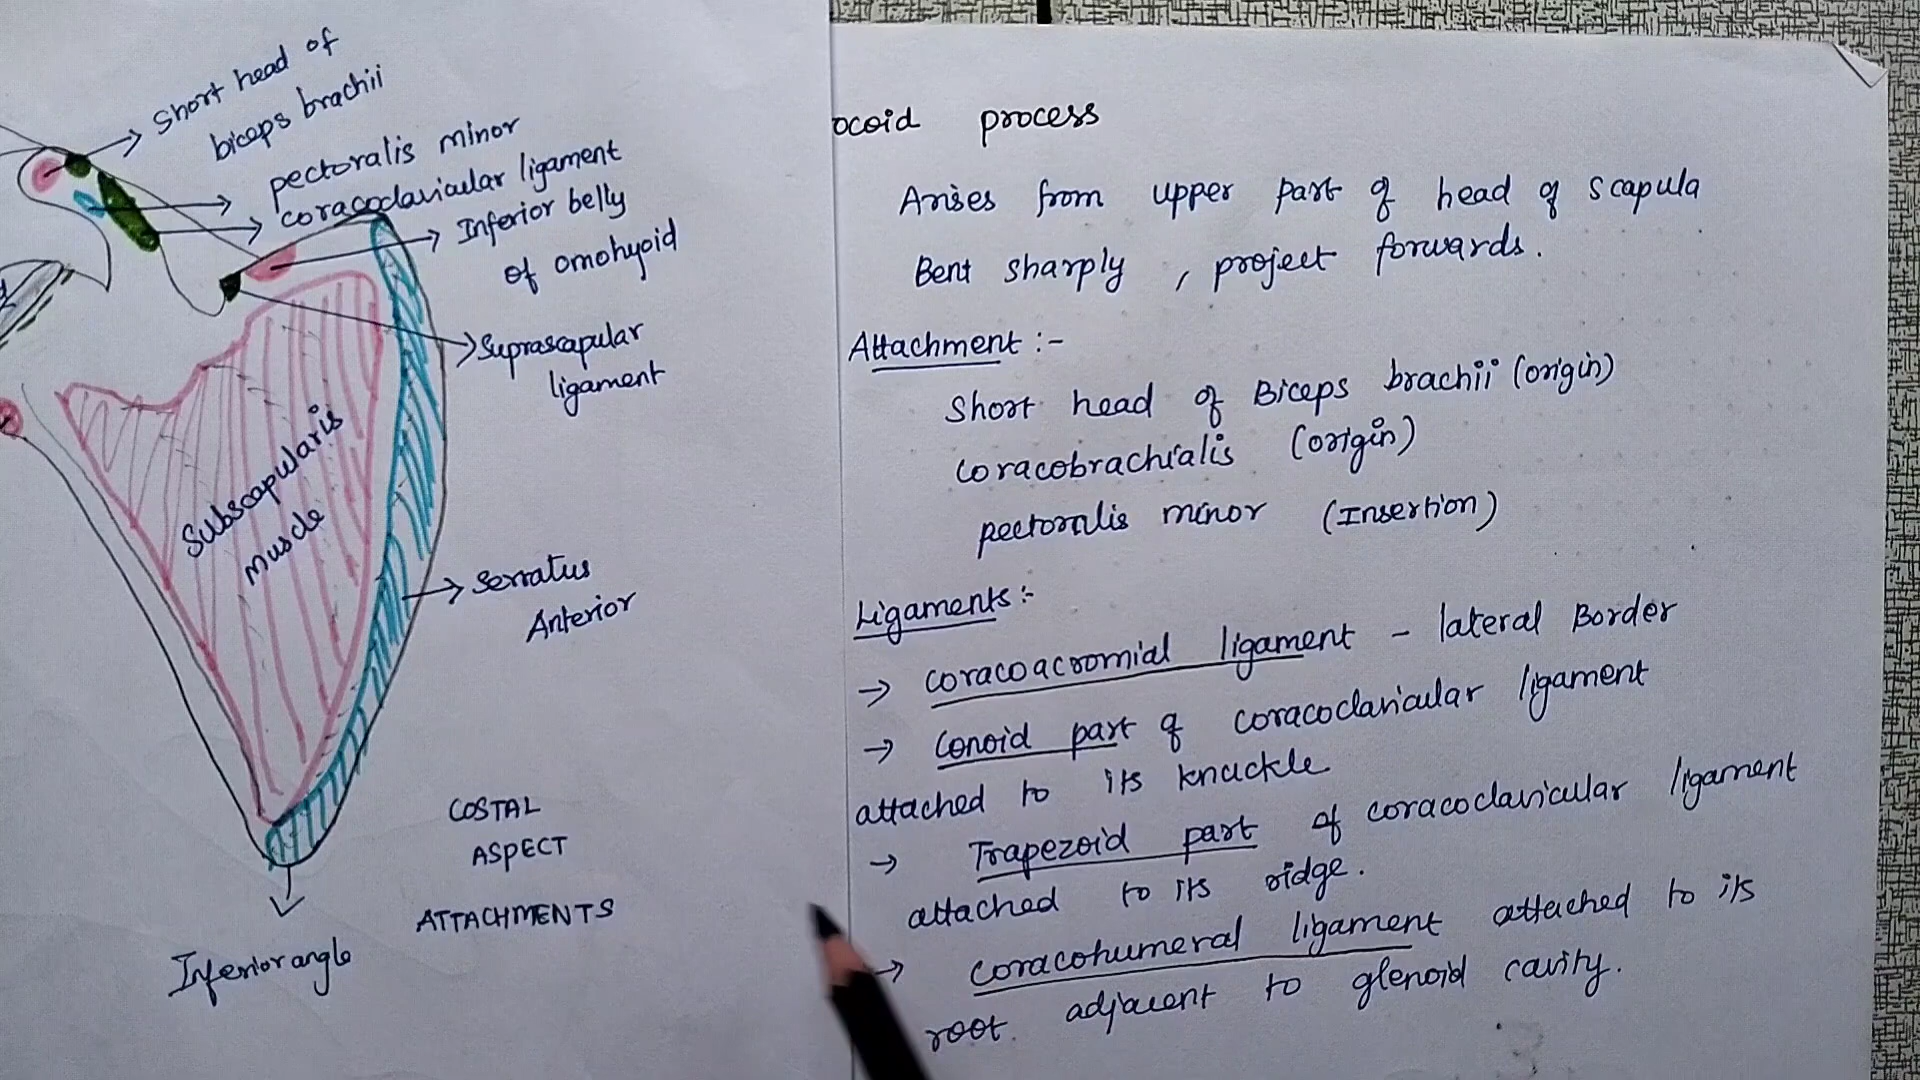 Short head of
biceps brachii
pectoralis minor
coracoclavicular ligament
Inferior belly
of omohyoid
Suprascapular
ligament
Subscapularis
muscle
Serratus
Anterior
COSTAL
ASPECT
ATTACHMENTS
Inferior angle
ocoid process
Arises from upper part of head of scapula
Bent sharply , project forwards.
Attachment :-
Short head of Biceps brachii (origin)
coracobrachialis (origin)
pectoralis minor (Insertion)
Ligaments :-
→ coracoacromial ligament - lateral Border
→ conoid part of coracoclavicular ligament
attached to its knuckle
→ Trapezoid part of coracoclavicular ligament
attached to its ridge.
→ coracohumeral ligament attached to its
root. adjacent to glenoid cavity.